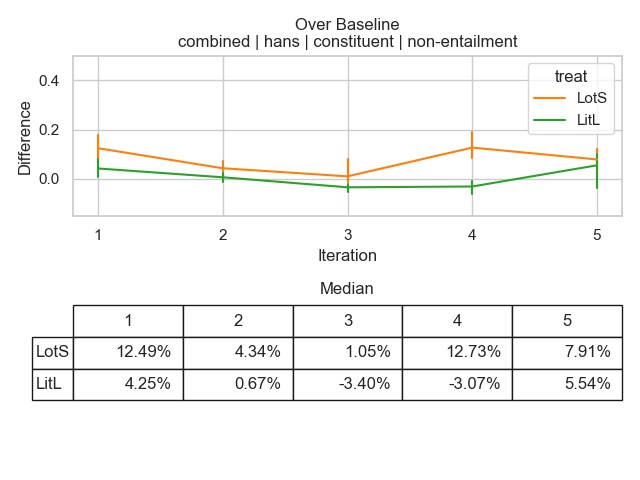 Over Baseline
combined | hans | constituent | non-entailment
0.4
0.2
0.0
Difference
treat
LotS
LitL
1 2 3 4 5
Iteration
Median
1 2 3 4 5
LotS 12.49% 4.34% 1.05% 12.73% 7.91%
LitL 4.25% 0.67% -3.40% -3.07% 5.54%